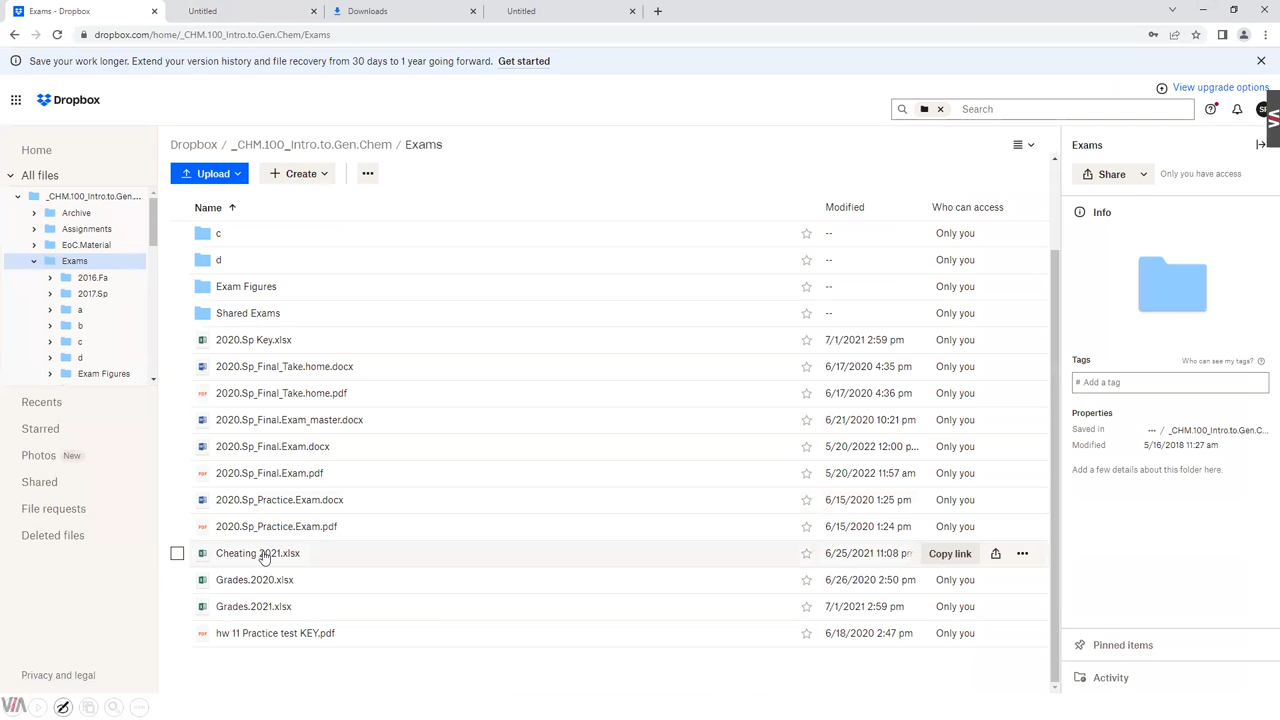 Exams - Dropbox
Untitled
Downloads
Untitled
dropbox.com/home/_CHM.100_Intro.to.Gen.Chem/Exams
Save your work longer. Extend your version history and file recovery from 30 days to 1 year going forward. Get started
View upgrade options
Dropbox
Search
Home
All files
_CHM.100_Intro.to.Gen....
Archive
Assignments
EoC.Material
Exams
2016.Fa
2017.Sp
a
b
c
d
Exam Figures
Recents
Starred
Photos New
Shared
File requests
Deleted files
Privacy and legal
Dropbox / _CHM.100_Intro.to.Gen.Chem / Exams
Upload
Create
Name Modified Who can access
c -- Only you
d -- Only you
Exam Figures -- Only you
Shared Exams -- Only you
2020.Sp Key.xlsx 7/1/2021 2:59 pm Only you
2020.Sp_Final_Take.home.docx 6/17/2020 4:35 pm Only you
2020.Sp_Final_Take.home.pdf 6/17/2020 4:36 pm Only you
2020.Sp_Final.Exam_master.docx 6/21/2020 10:21 pm Only you
2020.Sp_Final.Exam.docx 5/20/2022 12:00 p... Only you
2020.Sp_Final.Exam.pdf 5/20/2022 11:57 am Only you
2020.Sp_Practice.Exam.docx 6/15/2020 1:25 pm Only you
2020.Sp_Practice.Exam.pdf 6/15/2020 1:24 pm Only you
Cheating 2021.xlsx 6/25/2021 11:08 pm Copy link
Grades.2020.xlsx 6/26/2020 2:50 pm Only you
Grades.2021.xlsx 7/1/2021 2:59 pm Only you
hw 11 Practice test KEY.pdf 6/18/2020 2:47 pm Only you
Exams
Share Only you have access
Info
Tags Who can see my tags?
# Add a tag
Properties
Saved in ... / _CHM.100_Intro.to.Gen.C...
Modified 5/16/2018 11:27 am
Add a few details about this folder here.
Pinned items
Activity
VIA